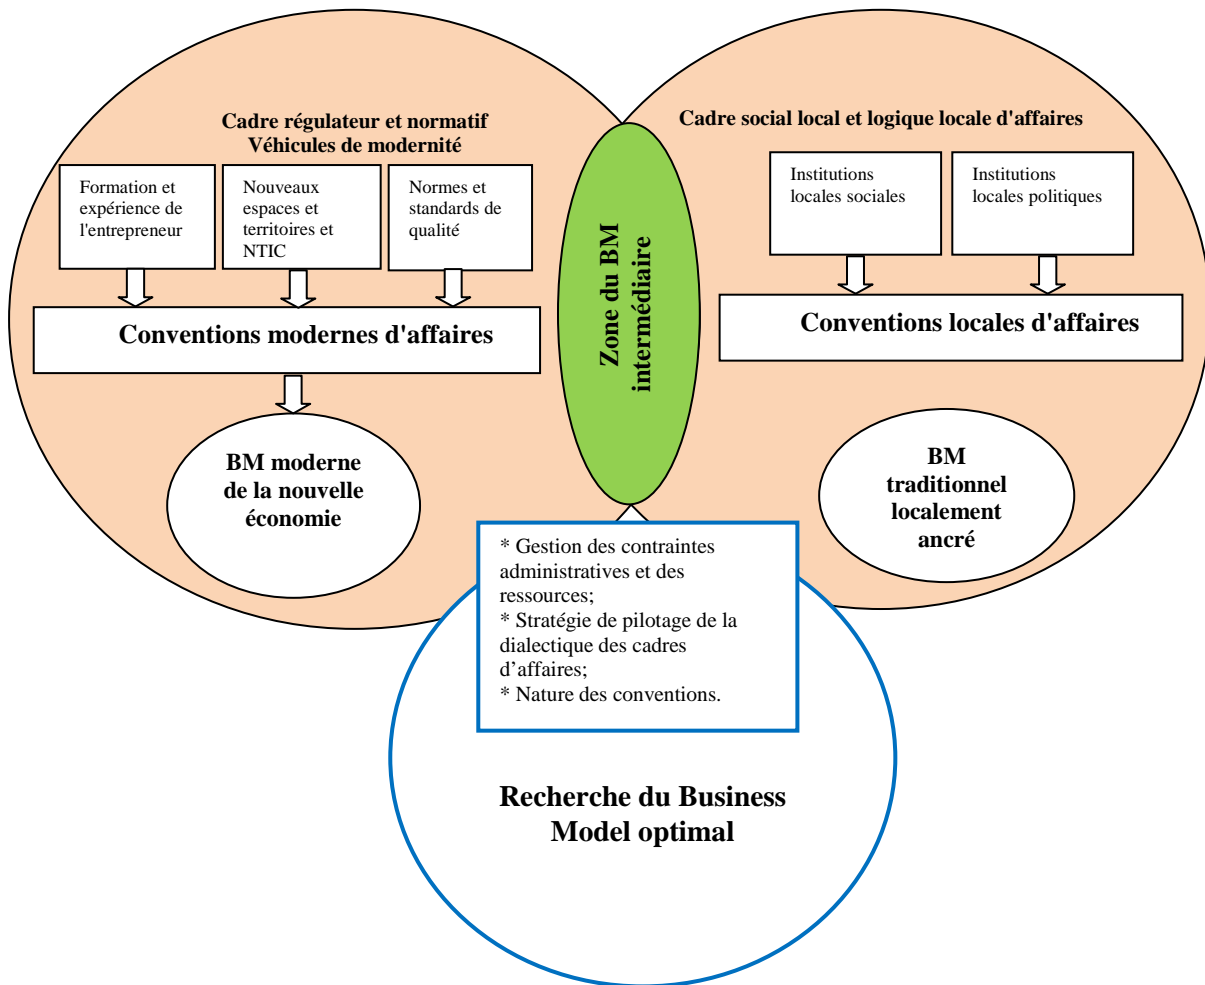 Cadre régulateur et normatif
Véhicules de modernité
Formation et
expérience de
l'entrepreneur
Nouveaux
espaces et
territoires et
NTIC
Normes et
standards de
qualité
Conventions modernes d'affaires
BM moderne
de la nouvelle
économie
Zone du BM
intermédiaire
Cadre social local et logique locale d'affaires
Institutions
locales sociales
Institutions
locales politiques
Conventions locales d'affaires
BM
traditionnel
localement
ancré
* Gestion des contraintes
administratives et des
ressources;
* Stratégie de pilotage de la
dialectique des cadres
d’affaires;
* Nature des conventions.
Recherche du Business
Model optimal